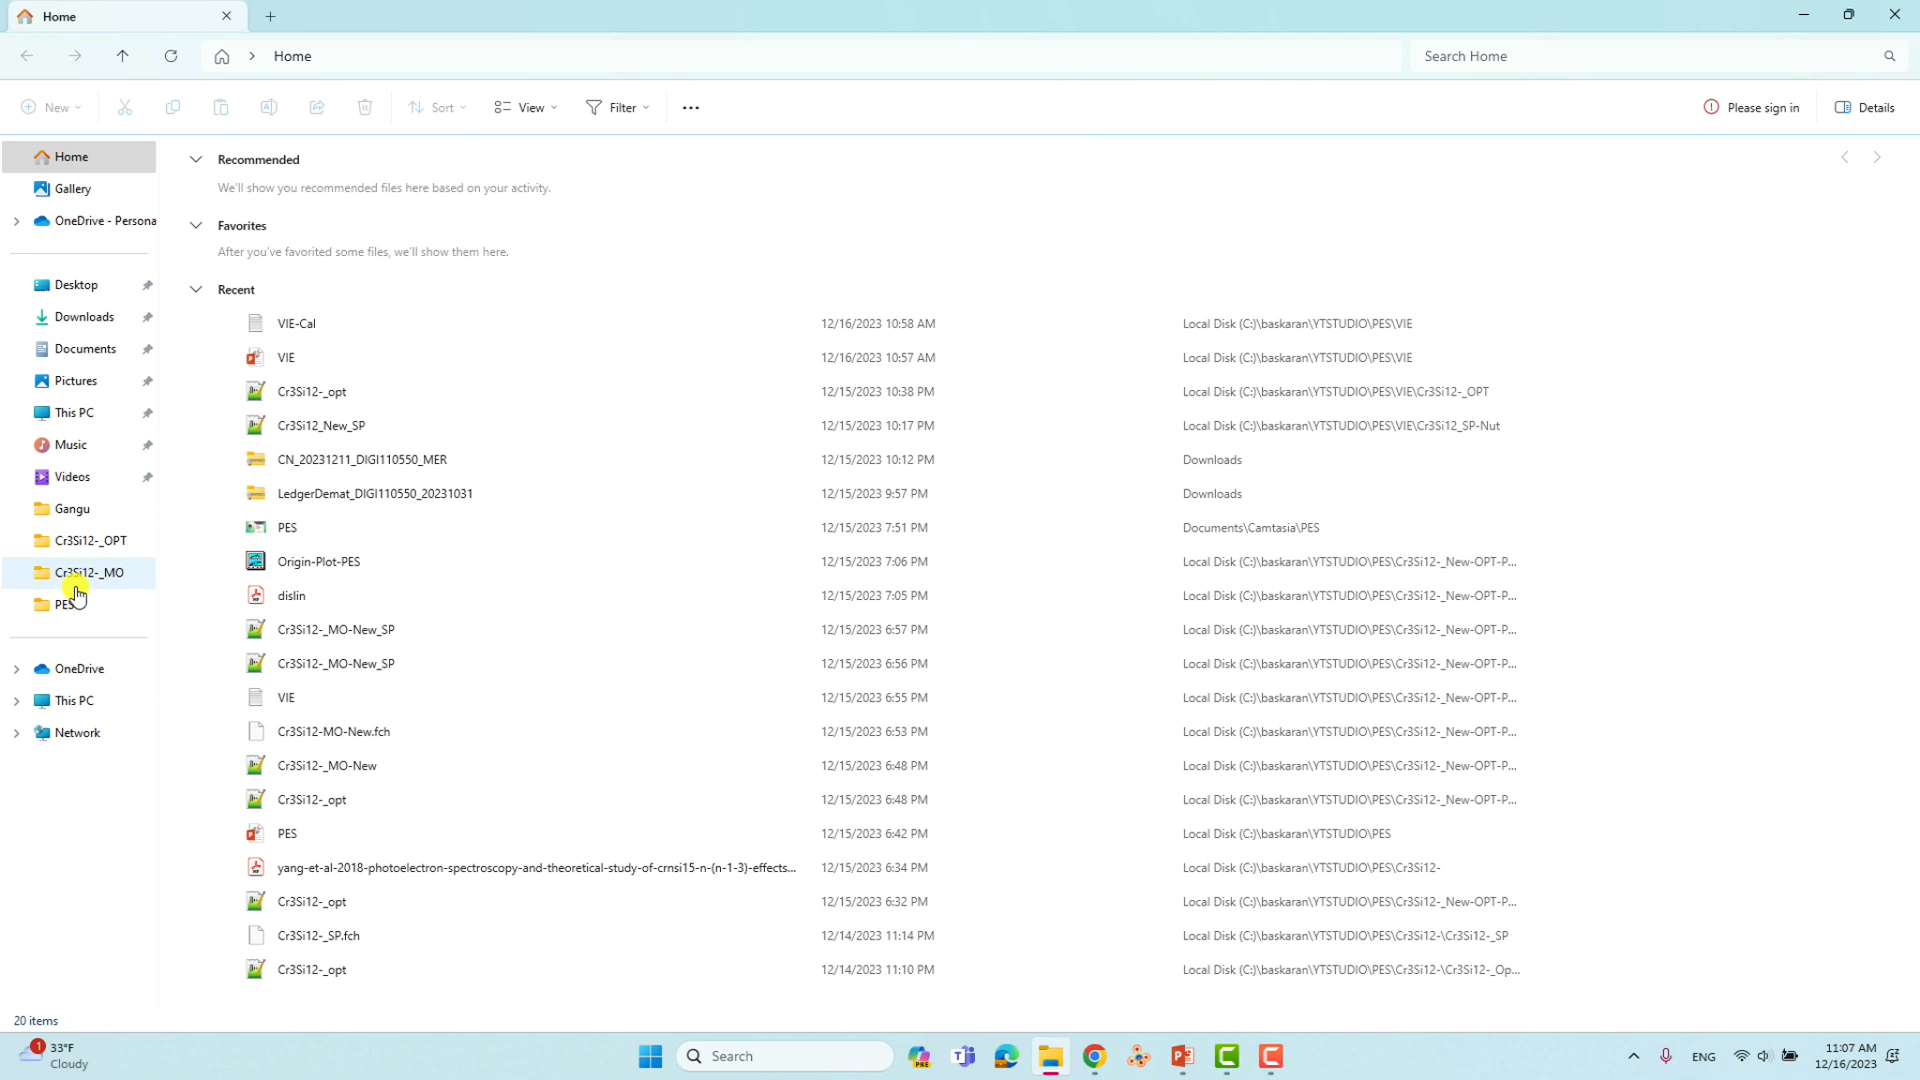 Home
Home
Search Home
New
Sort
View
Filter
Please sign in
Details
Home
Gallery
OneDrive - Persona
Desktop
Downloads
Documents
Pictures
This PC
Music
Videos
Gangu
Cr3Si12-_OPT
Cr3Si12-_MO
PES
OneDrive
This PC
Network
Recommended
We'll show you recommended files here based on your activity.
Favorites
After you've favorited some files, we'll show them here.
Recent
VIE-Cal 12/16/2023 10:58 AM Local Disk (C:)\baskaran\YTSTUDIO\PES\VIE
VIE 12/16/2023 10:57 AM Local Disk (C:)\baskaran\YTSTUDIO\PES\VIE
Cr3Si12-_opt 12/15/2023 10:38 PM Local Disk (C:)\baskaran\YTSTUDIO\PES\VIE\Cr3Si12-_OPT
Cr3Si12_New_SP 12/15/2023 10:17 PM Local Disk (C:)\baskaran\YTSTUDIO\PES\VIE\Cr3Si12_SP-Nut
CN_20231211_DIGI110550_MER 12/15/2023 10:12 PM Downloads
LedgerDemat_DIGI110550_20231031 12/15/2023 9:57 PM Downloads
PES 12/15/2023 7:51 PM Documents\Camtasia\PES
Origin-Plot-PES 12/15/2023 7:06 PM Local Disk (C:)\baskaran\YTSTUDIO\PES\Cr3Si12-_New-OPT-P...
dislin 12/15/2023 7:05 PM Local Disk (C:)\baskaran\YTSTUDIO\PES\Cr3Si12-_New-OPT-P...
Cr3Si12-_MO-New_SP 12/15/2023 6:57 PM Local Disk (C:)\baskaran\YTSTUDIO\PES\Cr3Si12-_New-OPT-P...
Cr3Si12-_MO-New_SP 12/15/2023 6:56 PM Local Disk (C:)\baskaran\YTSTUDIO\PES\Cr3Si12-_New-OPT-P...
VIE 12/15/2023 6:55 PM Local Disk (C:)\baskaran\YTSTUDIO\PES\Cr3Si12-_New-OPT-P...
Cr3Si12-MO-New.fch 12/15/2023 6:53 PM Local Disk (C:)\baskaran\YTSTUDIO\PES\Cr3Si12-_New-OPT-P...
Cr3Si12-_MO-New 12/15/2023 6:48 PM Local Disk (C:)\baskaran\YTSTUDIO\PES\Cr3Si12-_New-OPT-P...
Cr3Si12-_opt 12/15/2023 6:48 PM Local Disk (C:)\baskaran\YTSTUDIO\PES\Cr3Si12-_New-OPT-P...
PES 12/15/2023 6:42 PM Local Disk (C:)\baskaran\YTSTUDIO\PES
yang-et-al-2018-photoelectron-spectroscopy-and-theoretical-study-of-crnsi15-n-(n-1-3)-effects... 12/15/2023 6:34 PM Local Disk (C:)\baskaran\YTSTUDIO\PES\Cr3Si12-
Cr3Si12-_opt 12/15/2023 6:32 PM Local Disk (C:)\baskaran\YTSTUDIO\PES\Cr3Si12-_New-OPT-P...
Cr3Si12-_SP.fch 12/14/2023 11:14 PM Local Disk (C:)\baskaran\YTSTUDIO\PES\Cr3Si12-\Cr3Si12-_SP
Cr3Si12-_opt 12/14/2023 11:10 PM Local Disk (C:)\baskaran\YTSTUDIO\PES\Cr3Si12-\Cr3Si12-_Op...
20 items
1
33°F
Cloudy
Search
PRE
ENG
11:07 AM
12/16/2023